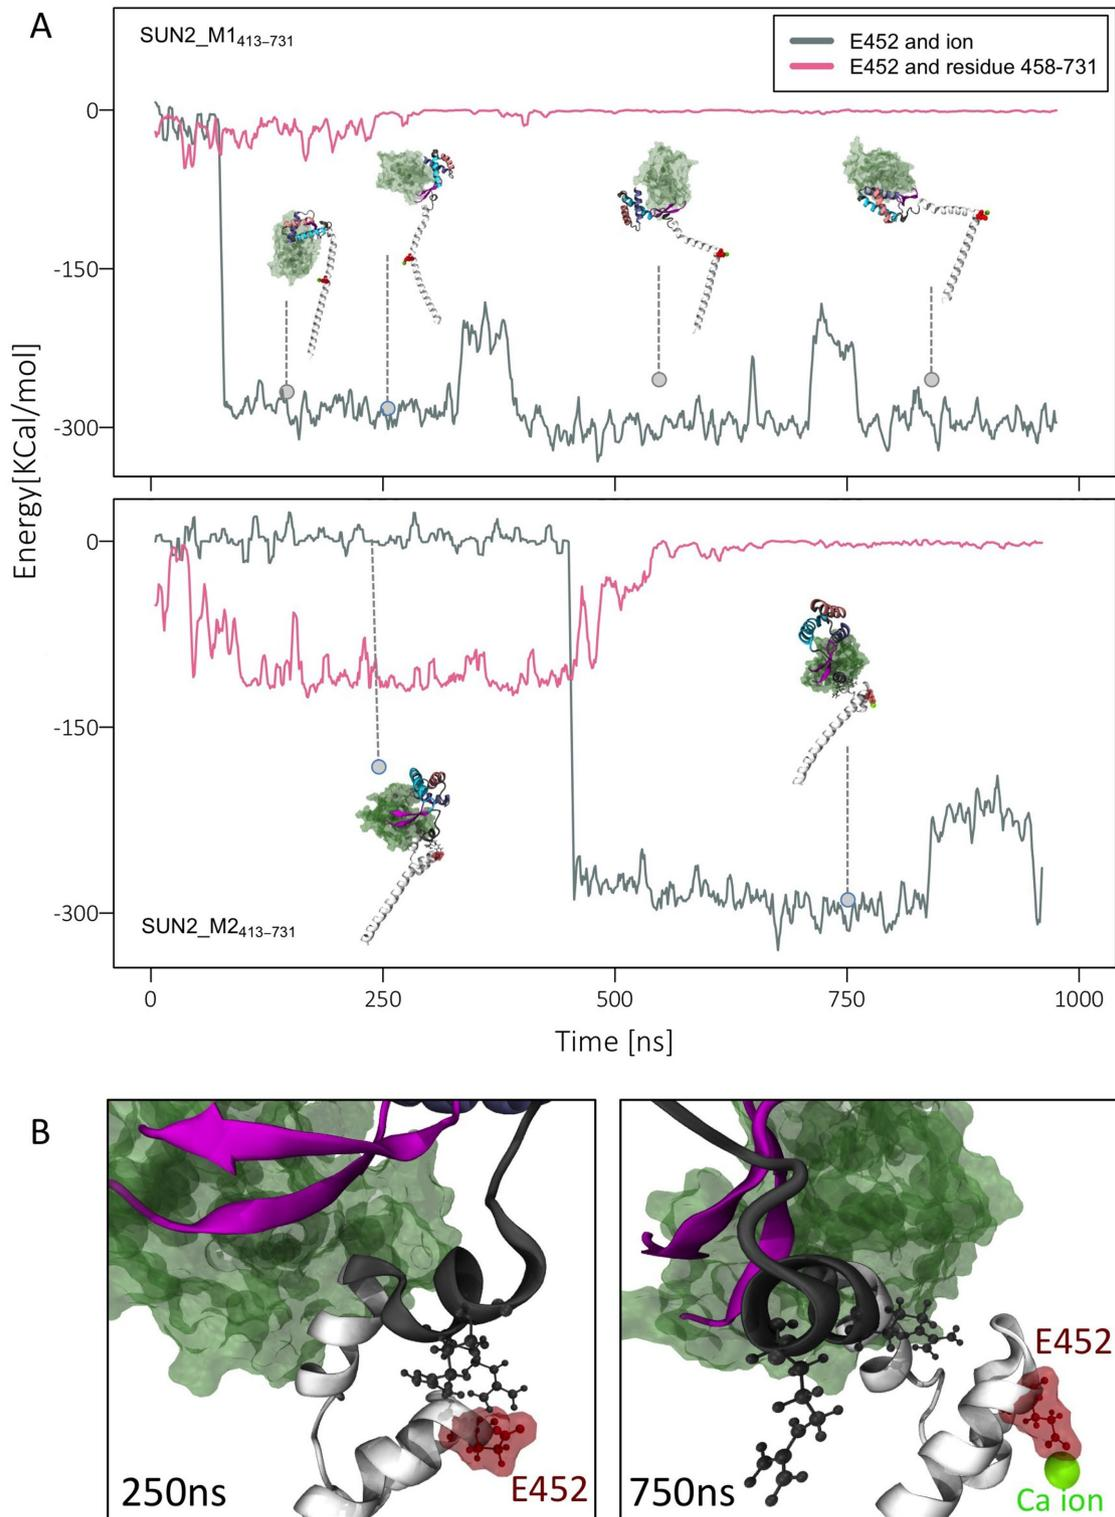 A
SUN2_M1413–731
E452 and ion
E452 and residue 458-731
0
-150
-300
Energy[KCal/mol]
0
-150
-300
SUN2_M2413–731
0
250
500
750
1000
Time [ns]
B
E452
250ns
E452
750ns
Ca ion